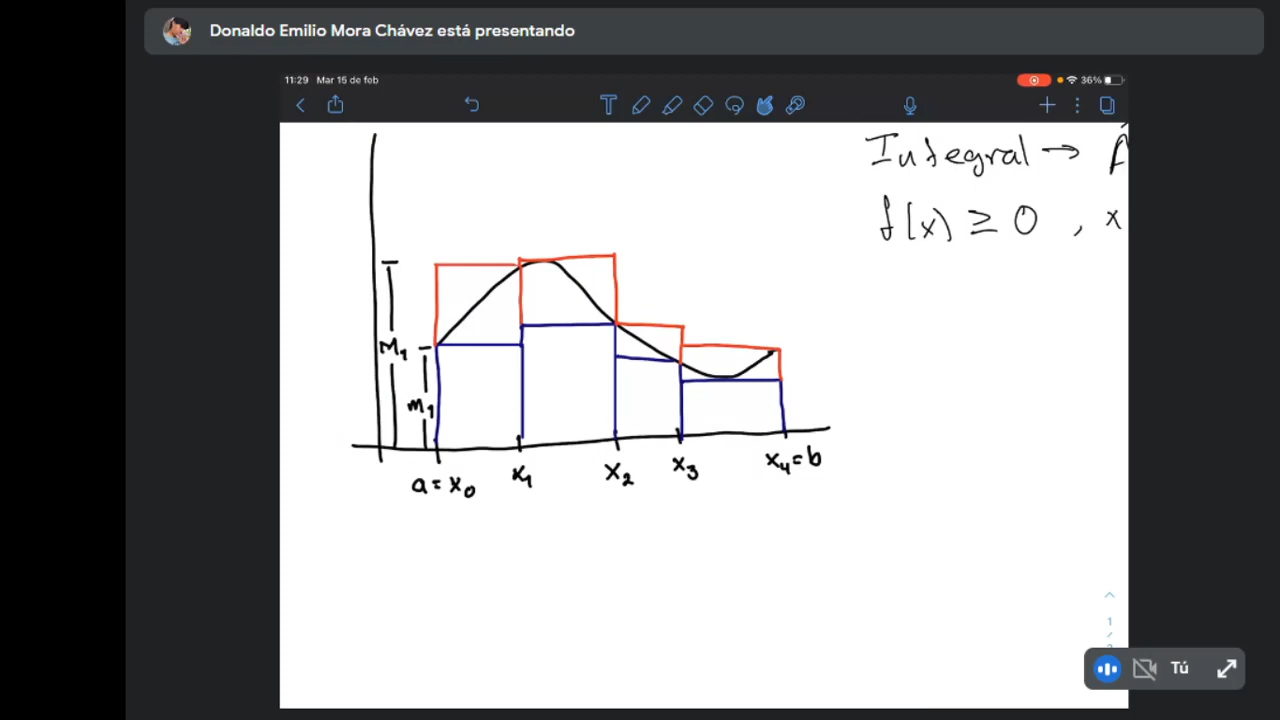 Donaldo Emilio Mora Chávez está presentando
11:29 Mar 15 de feb
36%
T
Integral →
f(x) ≥ 0 , x
M₁
m₁
a = x₀ x₁ x₂ x₃ x₄ = b
1
/
Tú